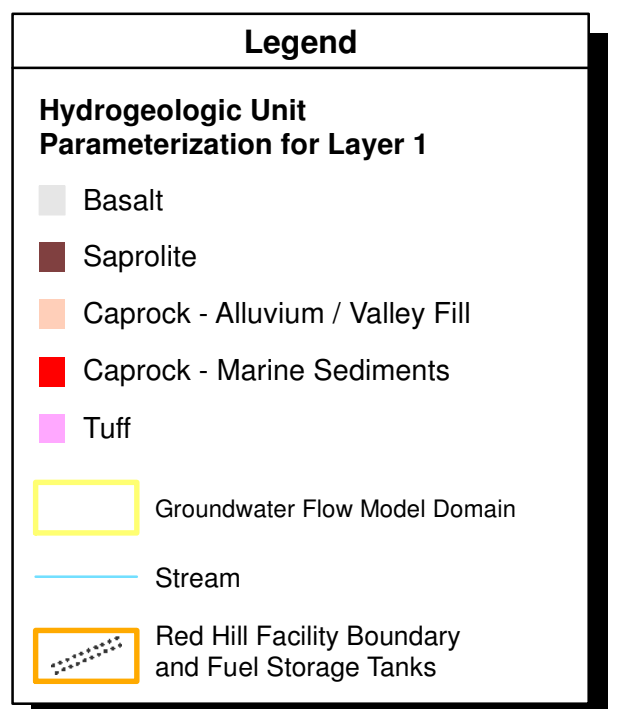 Legend
Hydrogeologic Unit
Parameterization for Layer 1
Basalt
Saprolite
Caprock - Alluvium / Valley Fill
Caprock - Marine Sediments
Tuff
Groundwater Flow Model Domain
Stream
Red Hill Facility Boundary
and Fuel Storage Tanks